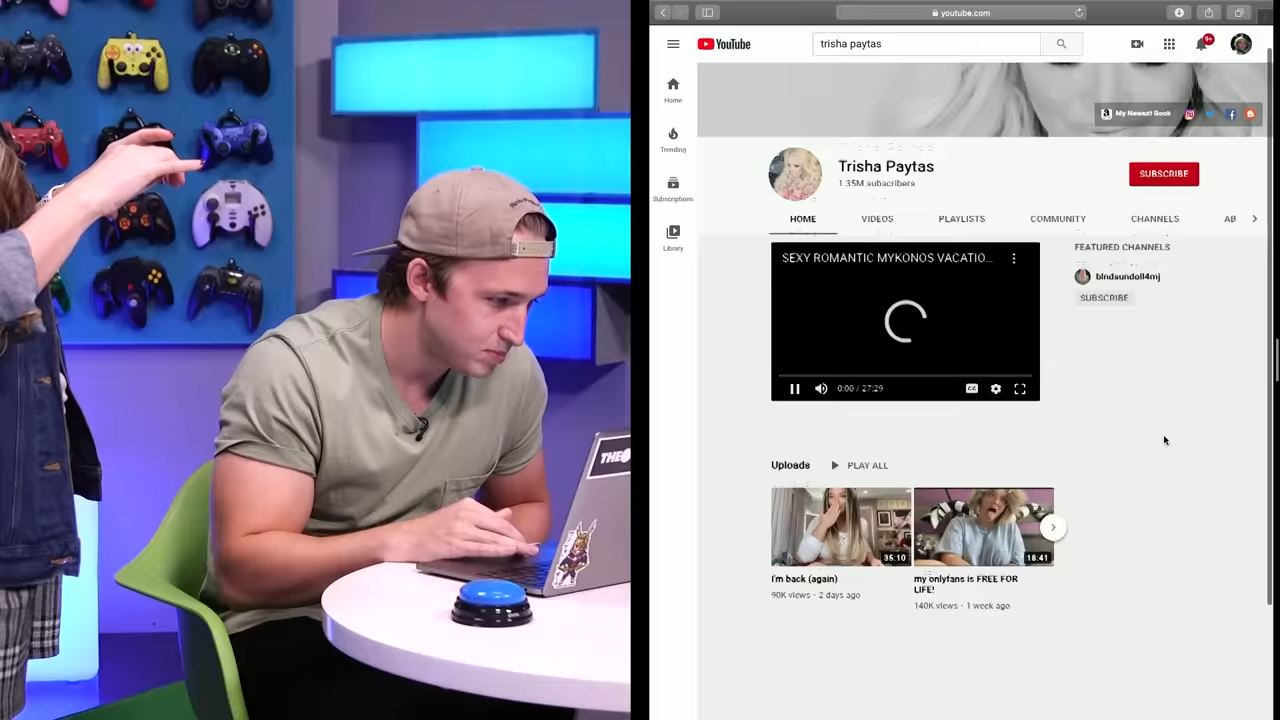 youtube.com
YouTube
trisha paytas
9+
Home
Trending
Subscriptions
Library
My Newest Book
Trisha Paytas
1.35M subscribers
SUBSCRIBE
HOME
VIDEOS
PLAYLISTS
COMMUNITY
CHANNELS
AB
SEXY ROMANTIC MYKONOS VACATIO...
0:00 / 27:29
FEATURED CHANNELS
blndsundoll4mj
SUBSCRIBE
Uploads
PLAY ALL
35:10
18:41
I'm back (again)
90K views · 2 days ago
my onlyfans is FREE FOR
LIFE!
140K views · 1 week ago